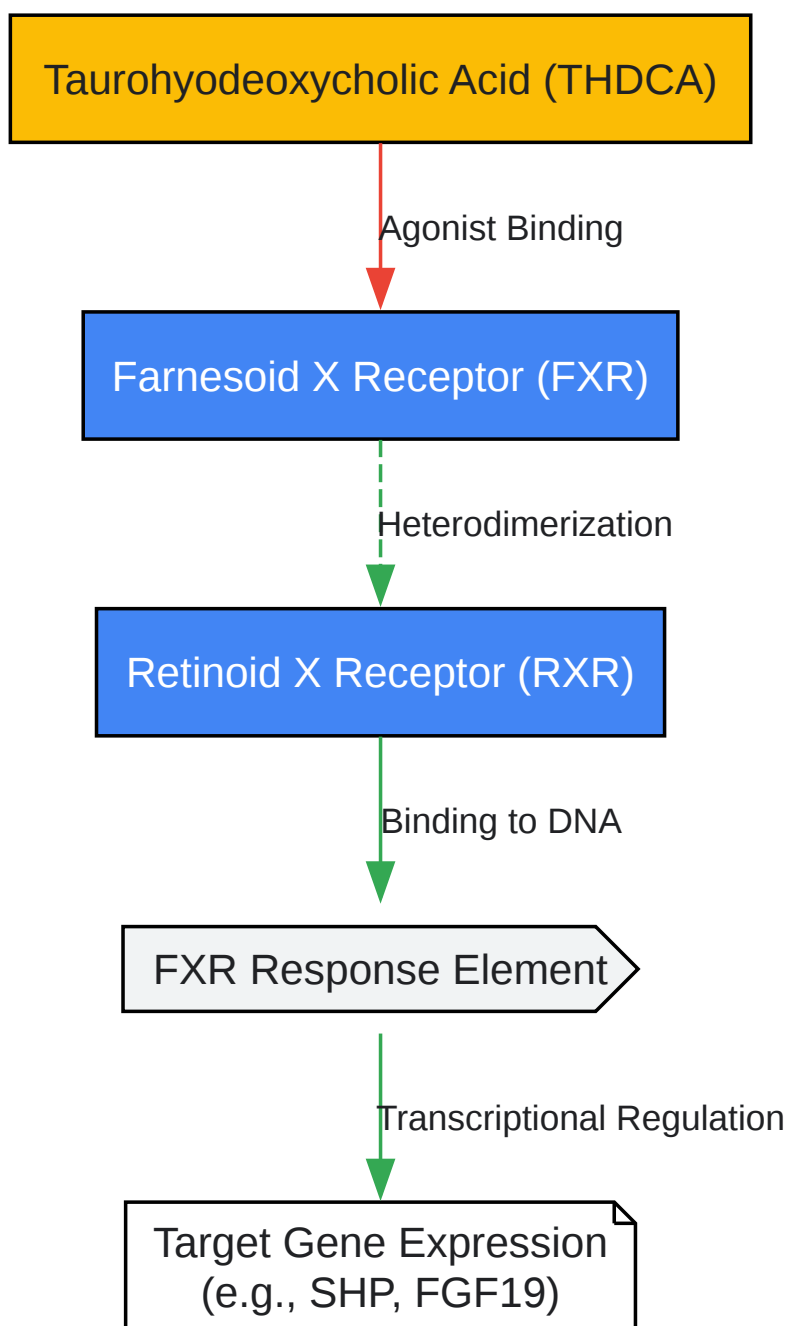 Taurohyodeoxycholic Acid (THDCA)
Agonist Binding
Farnesoid X Receptor (FXR)
Heterodimerization
Retinoid X Receptor (RXR)
Binding to DNA
FXR Response Element
Transcriptional Regulation
Target Gene Expression
(e.g., SHP, FGF19)